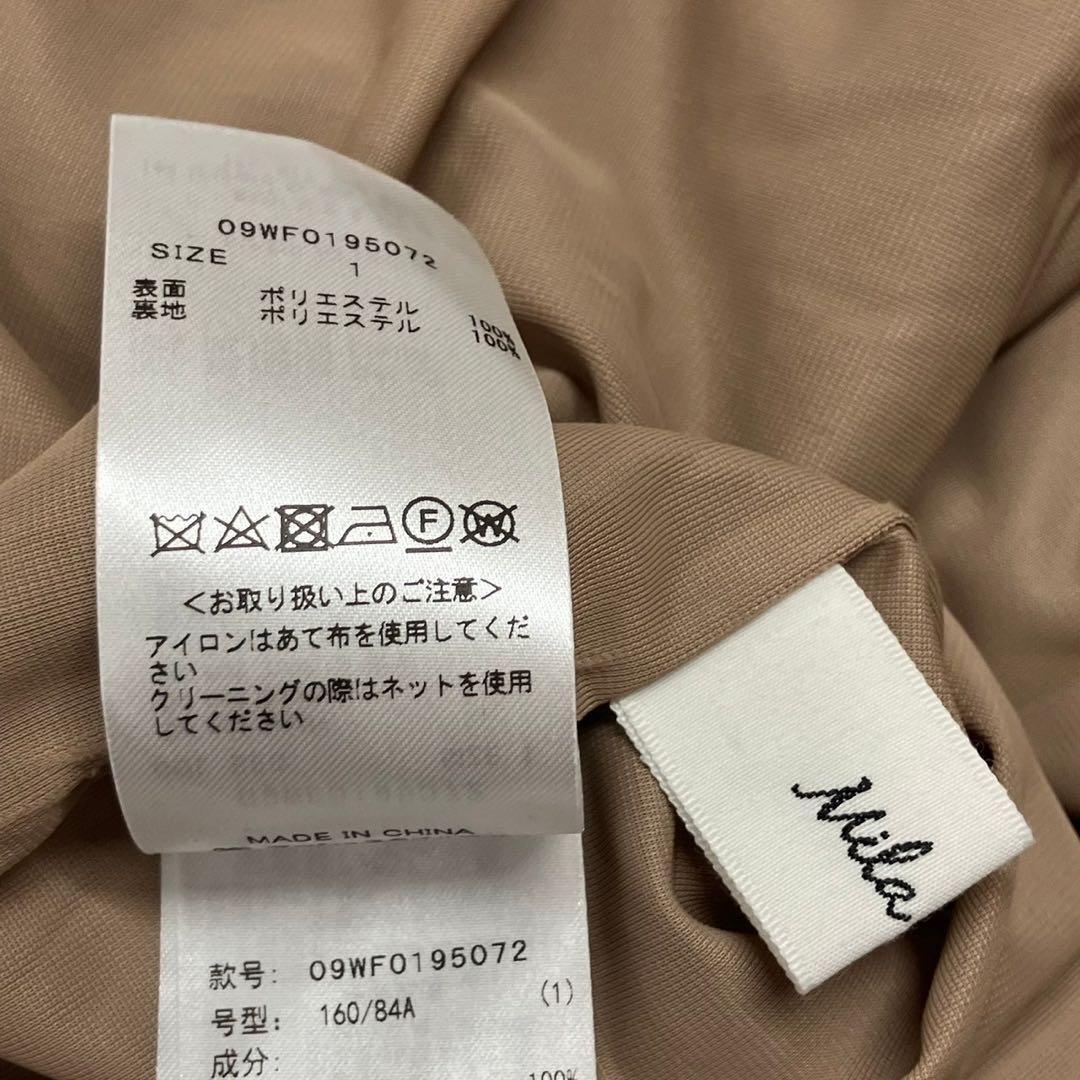 09WF0195072
SIZE 1
表面 ポリエステル 100%
裏地 ポリエステル 100%
F W
<お取り扱い上のご注意>
アイロンはあて布を使用してくだ
さい
クリーニングの際はネットを使用
してください
MADE IN CHINA
款号: 09WF0195072
号型: 160/84A (1)
成分:
100%
Mila